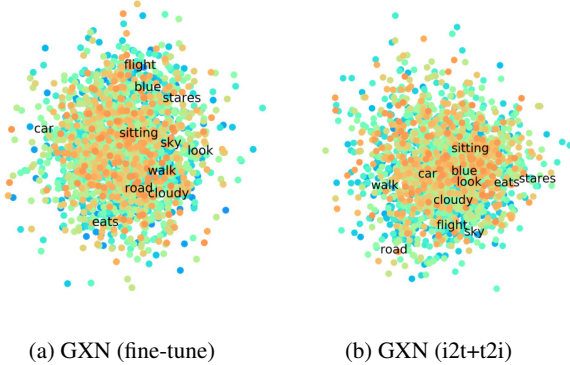 flight
blue
stares
car
sitting
sky
look
walk
road
cloudy
eats
sitting
car
blue
look
eats
stares
walk
cloudy
flight
sky
road
(a) GXN (fine-tune)
(b) GXN (i2t+t2i)